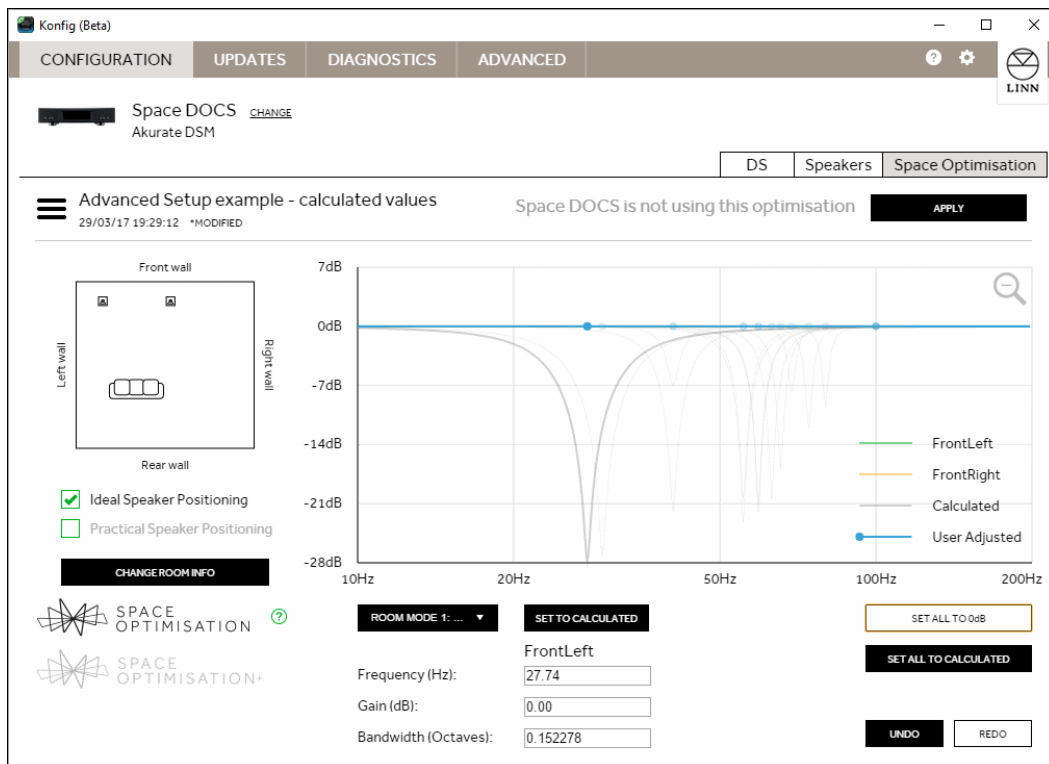 Konfig (Beta)
CONFIGURATION UPDATES DIAGNOSTICS ADVANCED ?
LINN
Space DOCS CHANGE
Akurate DSM
DS Speakers Space Optimisation
Advanced Setup example - calculated values
29/03/17 19:29:12 *MODIFIED
Space DOCS is not using this optimisation APPLY
Front wall
Left wall
Right wall
Rear wall
Ideal Speaker Positioning
Practical Speaker Positioning
CHANGE ROOM INFO
SPACE
OPTIMISATION ?
SPACE
OPTIMISATION+
7dB
0dB
-7dB
-14dB
-21dB
-28dB
10Hz 20Hz 50Hz 100Hz 200Hz
FrontLeft
FrontRight
Calculated
User Adjusted
ROOM MODE 1: ... SET TO CALCULATED
FrontLeft
Frequency (Hz): 27.74
Gain (dB): 0.00
Bandwidth (Octaves): 0.152278
SET ALL TO 0dB
SET ALL TO CALCULATED
UNDO REDO